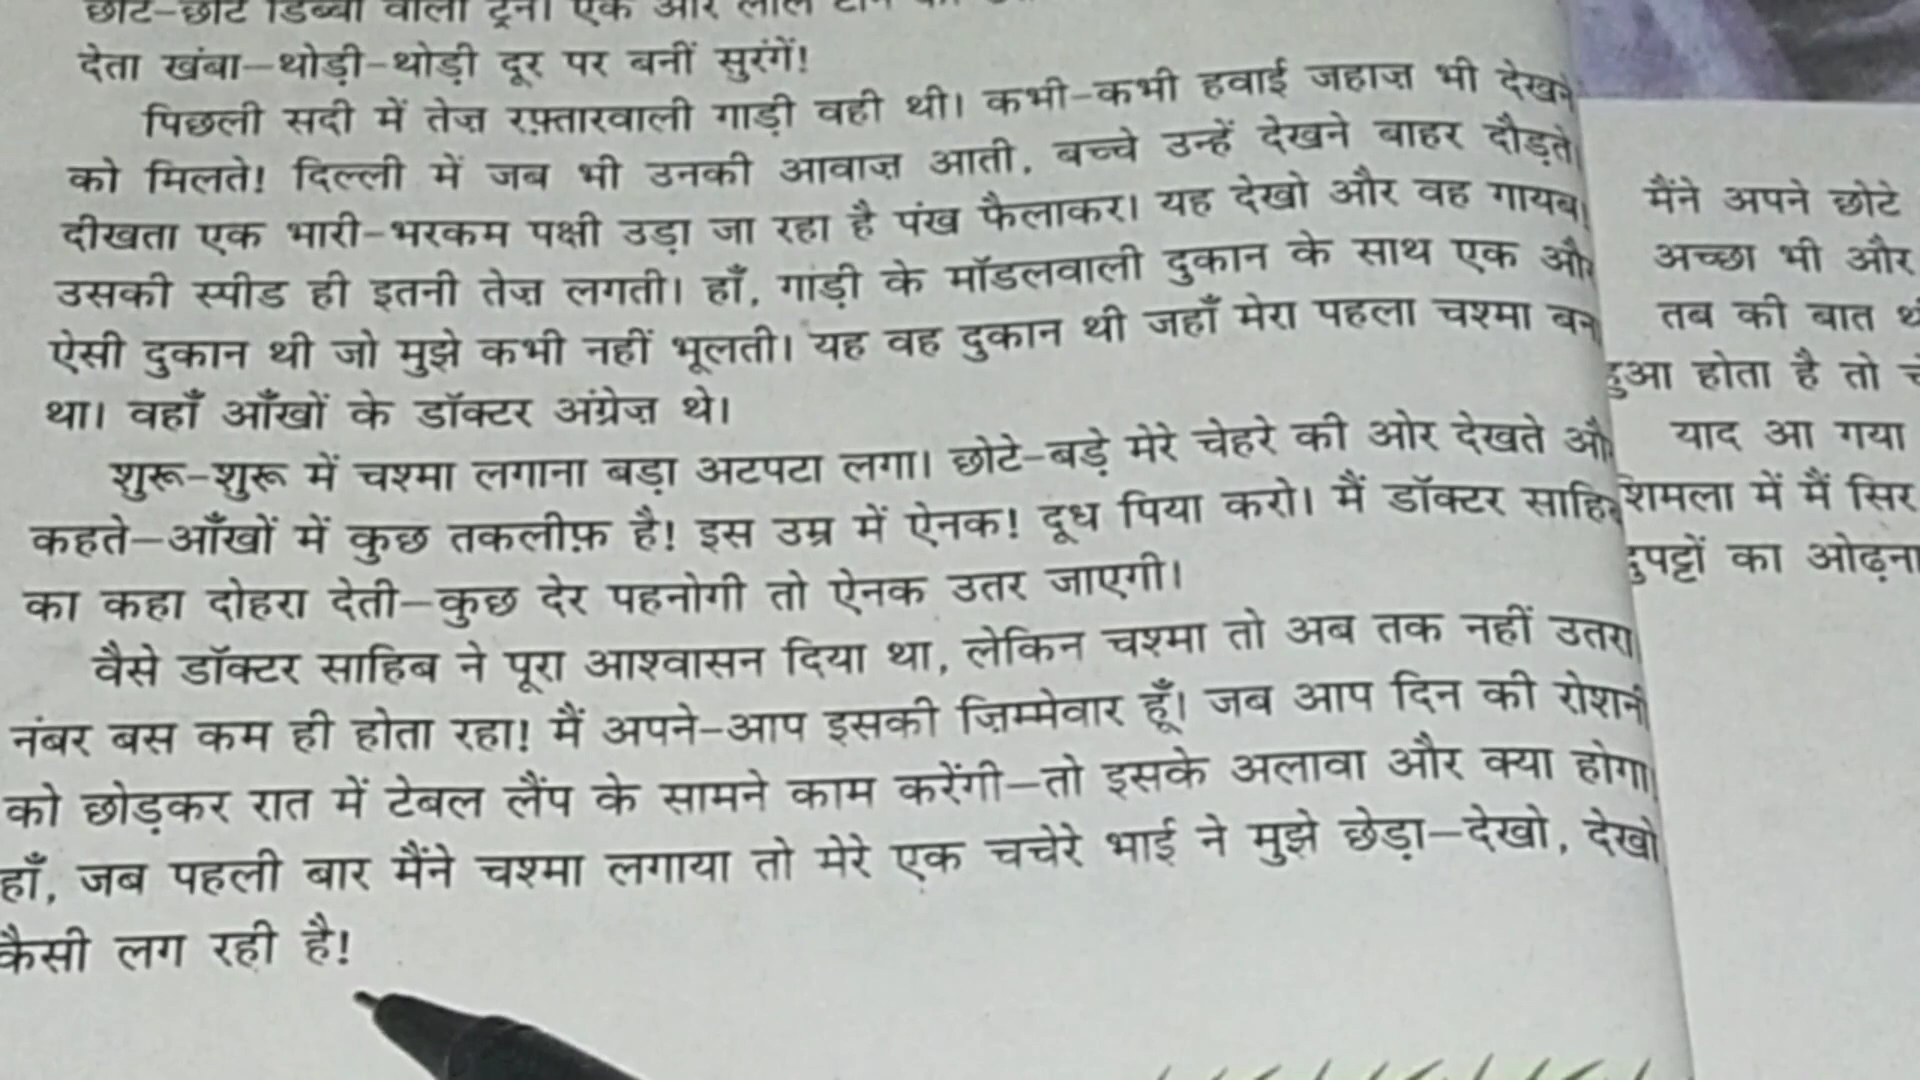 छोटे-छोटे डिब्बों वाली ट्रेन। एक ओर लाल
देता खंबा—थोड़ी-थोड़ी दूर पर बनीं सुरंगें!
पिछली सदी में तेज़ रफ़्तारवाली गाड़ी वही थी। कभी-कभी हवाई जहाज़ भी देखने
को मिलते! दिल्ली में जब भी उनकी आवाज़ आती, बच्चे उन्हें देखने बाहर दौड़ते
दीखता एक भारी-भरकम पक्षी उड़ा जा रहा है पंख फैलाकर। यह देखो और वह गायब।
उसकी स्पीड ही इतनी तेज़ लगती। हाँ, गाड़ी के मॉडलवाली दुकान के साथ एक और
ऐसी दुकान थी जो मुझे कभी नहीं भूलती। यह वह दुकान थी जहाँ मेरा पहला चश्मा बना
था। वहाँ आँखों के डॉक्टर अंग्रेज़ थे।
शुरू-शुरू में चश्मा लगाना बड़ा अटपटा लगा। छोटे-बड़े मेरे चेहरे की ओर देखते और
कहते—आँखों में कुछ तकलीफ़ है! इस उम्र में ऐनक! दूध पिया करो। मैं डॉक्टर साहिब
का कहा दोहरा देती—कुछ देर पहनोगी तो ऐनक उतर जाएगी।
वैसे डॉक्टर साहिब ने पूरा आश्वासन दिया था, लेकिन चश्मा तो अब तक नहीं उतरा।
नंबर बस कम ही होता रहा! मैं अपने-आप इसकी ज़िम्मेवार हूँ। जब आप दिन की रोशनी
को छोड़कर रात में टेबल लैंप के सामने काम करेंगी—तो इसके अलावा और क्या होगा।
हाँ, जब पहली बार मैंने चश्मा लगाया तो मेरे एक चचेरे भाई ने मुझे छेड़ा—देखो, देखो
कैसी लग रही है!
मैंने अपने छोटे
अच्छा भी और
तब की बात
हुआ होता है तो
याद आ गया
शिमला में मैं सिर
दुपट्टों का ओढ़ना